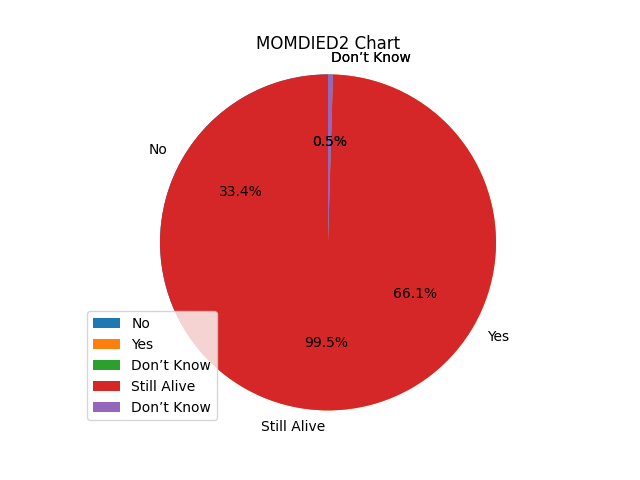 MOMDIED2 Chart
Don’t Know
No
0.5%
33.4%
66.1%
Yes
99.5%
Still Alive
No
Yes
Don’t Know
Still Alive
Don’t Know